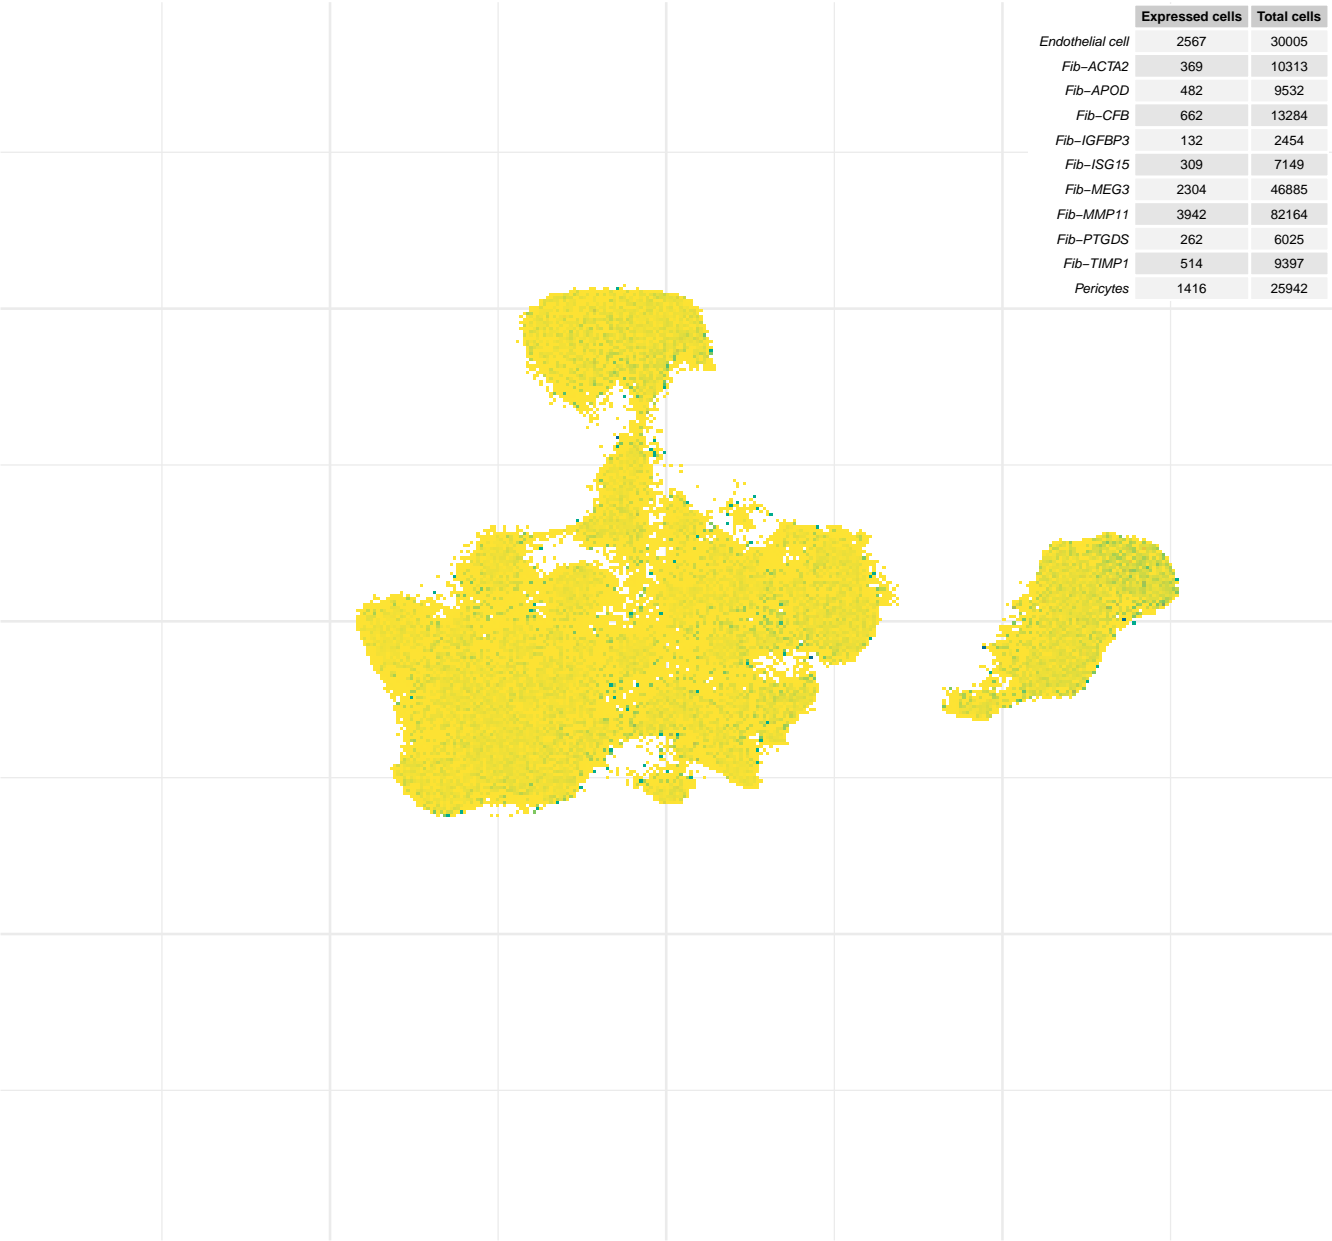 Expressed cells Total cells
Endothelial cell 2567 30005
Fib−ACTA2 369 10313
Fib−APOD 482 9532
Fib−CFB 662 13284
Fib−IGFBP3 132 2454
Fib−ISG15 309 7149
Fib−MEG3 2304 46885
Fib−MMP11 3942 82164
Fib−PTGDS 262 6025
Fib−TIMP1 514 9397
Pericytes 1416 25942